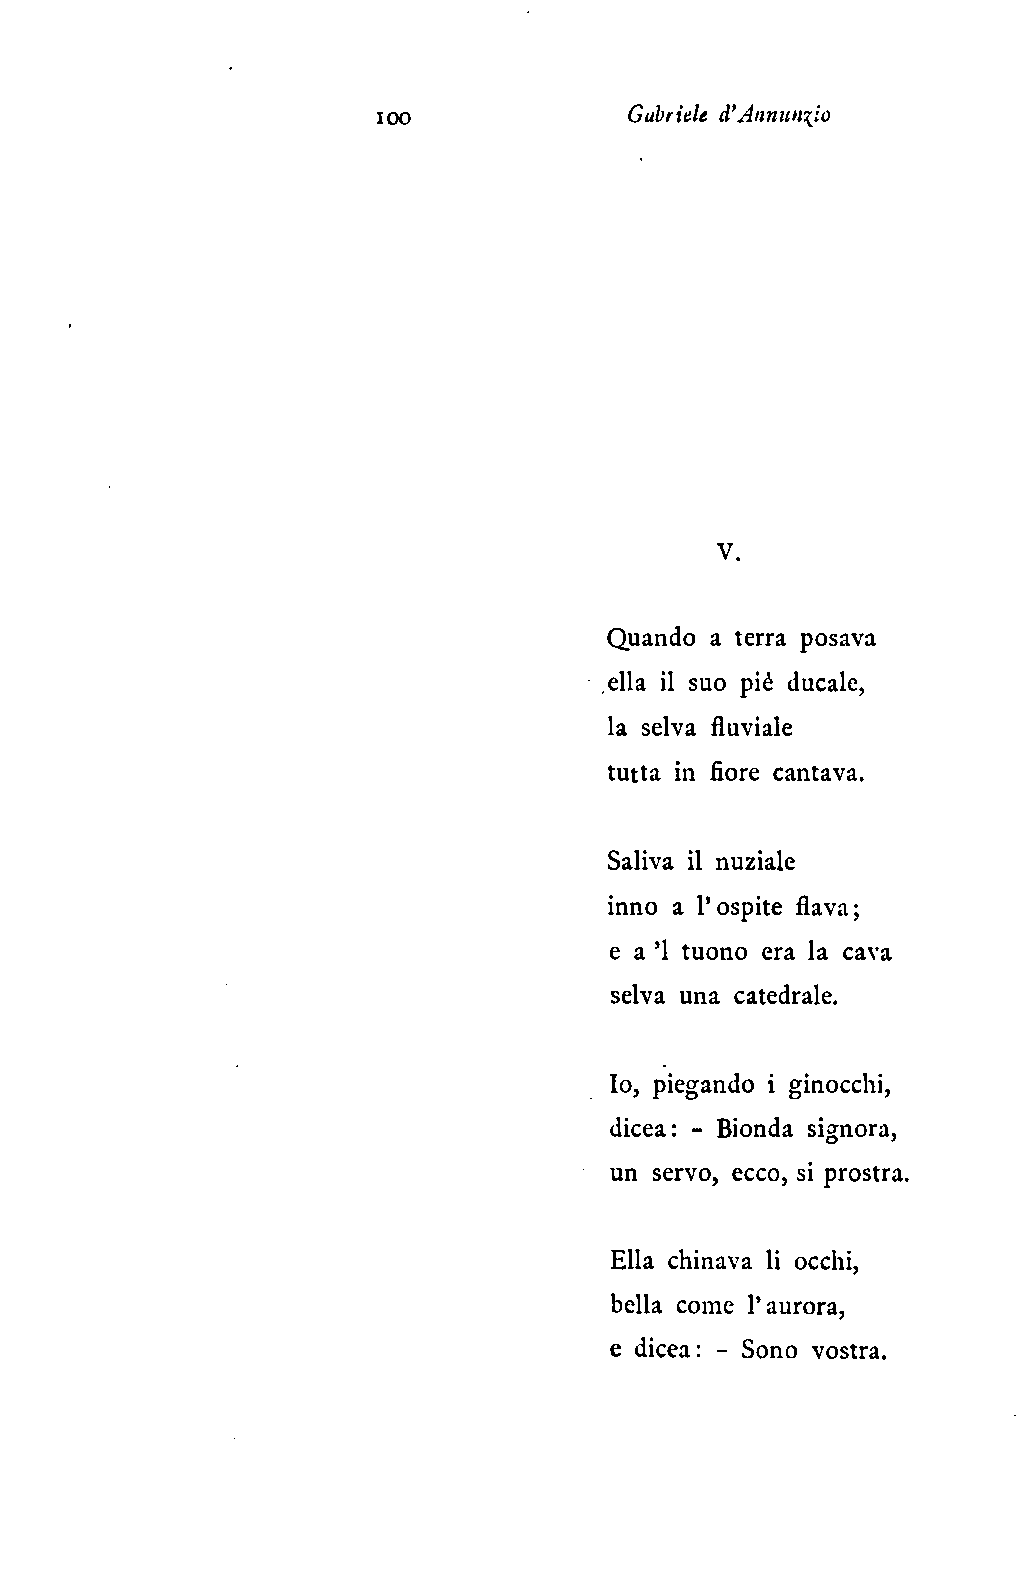 100 Gabriele d'Annunzio
V.
Quando a terra posava
ella il suo piè ducale,
la selva fluviale
tutta in fiore cantava.
Saliva il nuziale
inno a l'ospite flava;
e a 'l tuono era la cava
selva una catedrale.
Io, piegando i ginocchi,
dicea: - Bionda signora,
un servo, ecco, si prostra.
Ella chinava li occhi,
bella come l'aurora,
e dicea: - Sono vostra.